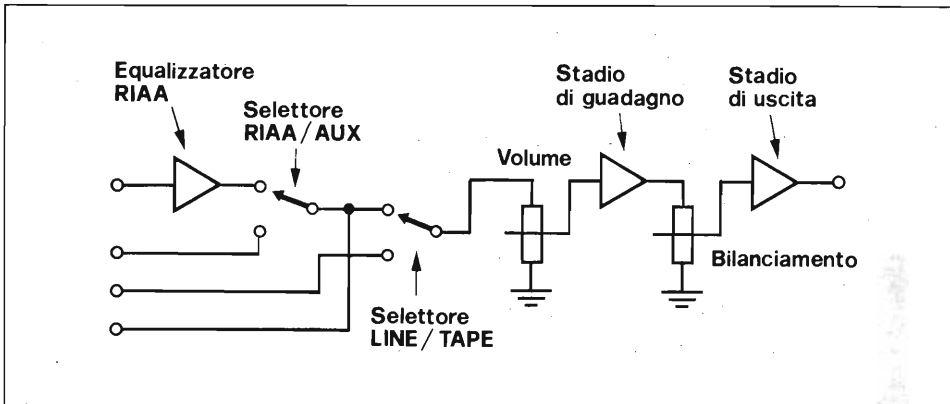 Equalizzatore
RIAA
Selettore
RIAA/AUX
Volume
Stadio
di guadagno
Stadio
di uscita
Bilanciamento
Selettore
LINE/TAPE